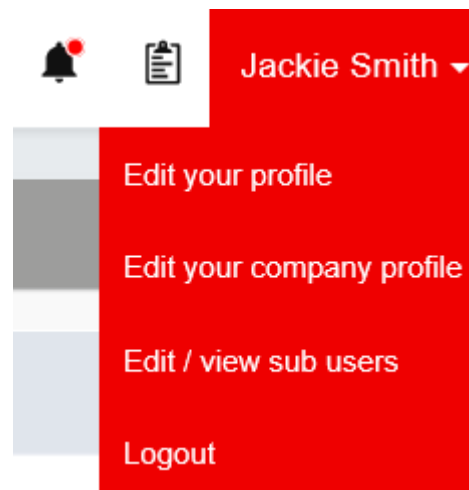 Jackie Smith
Edit your profile
Edit your company profile
Edit / view sub users
Logout